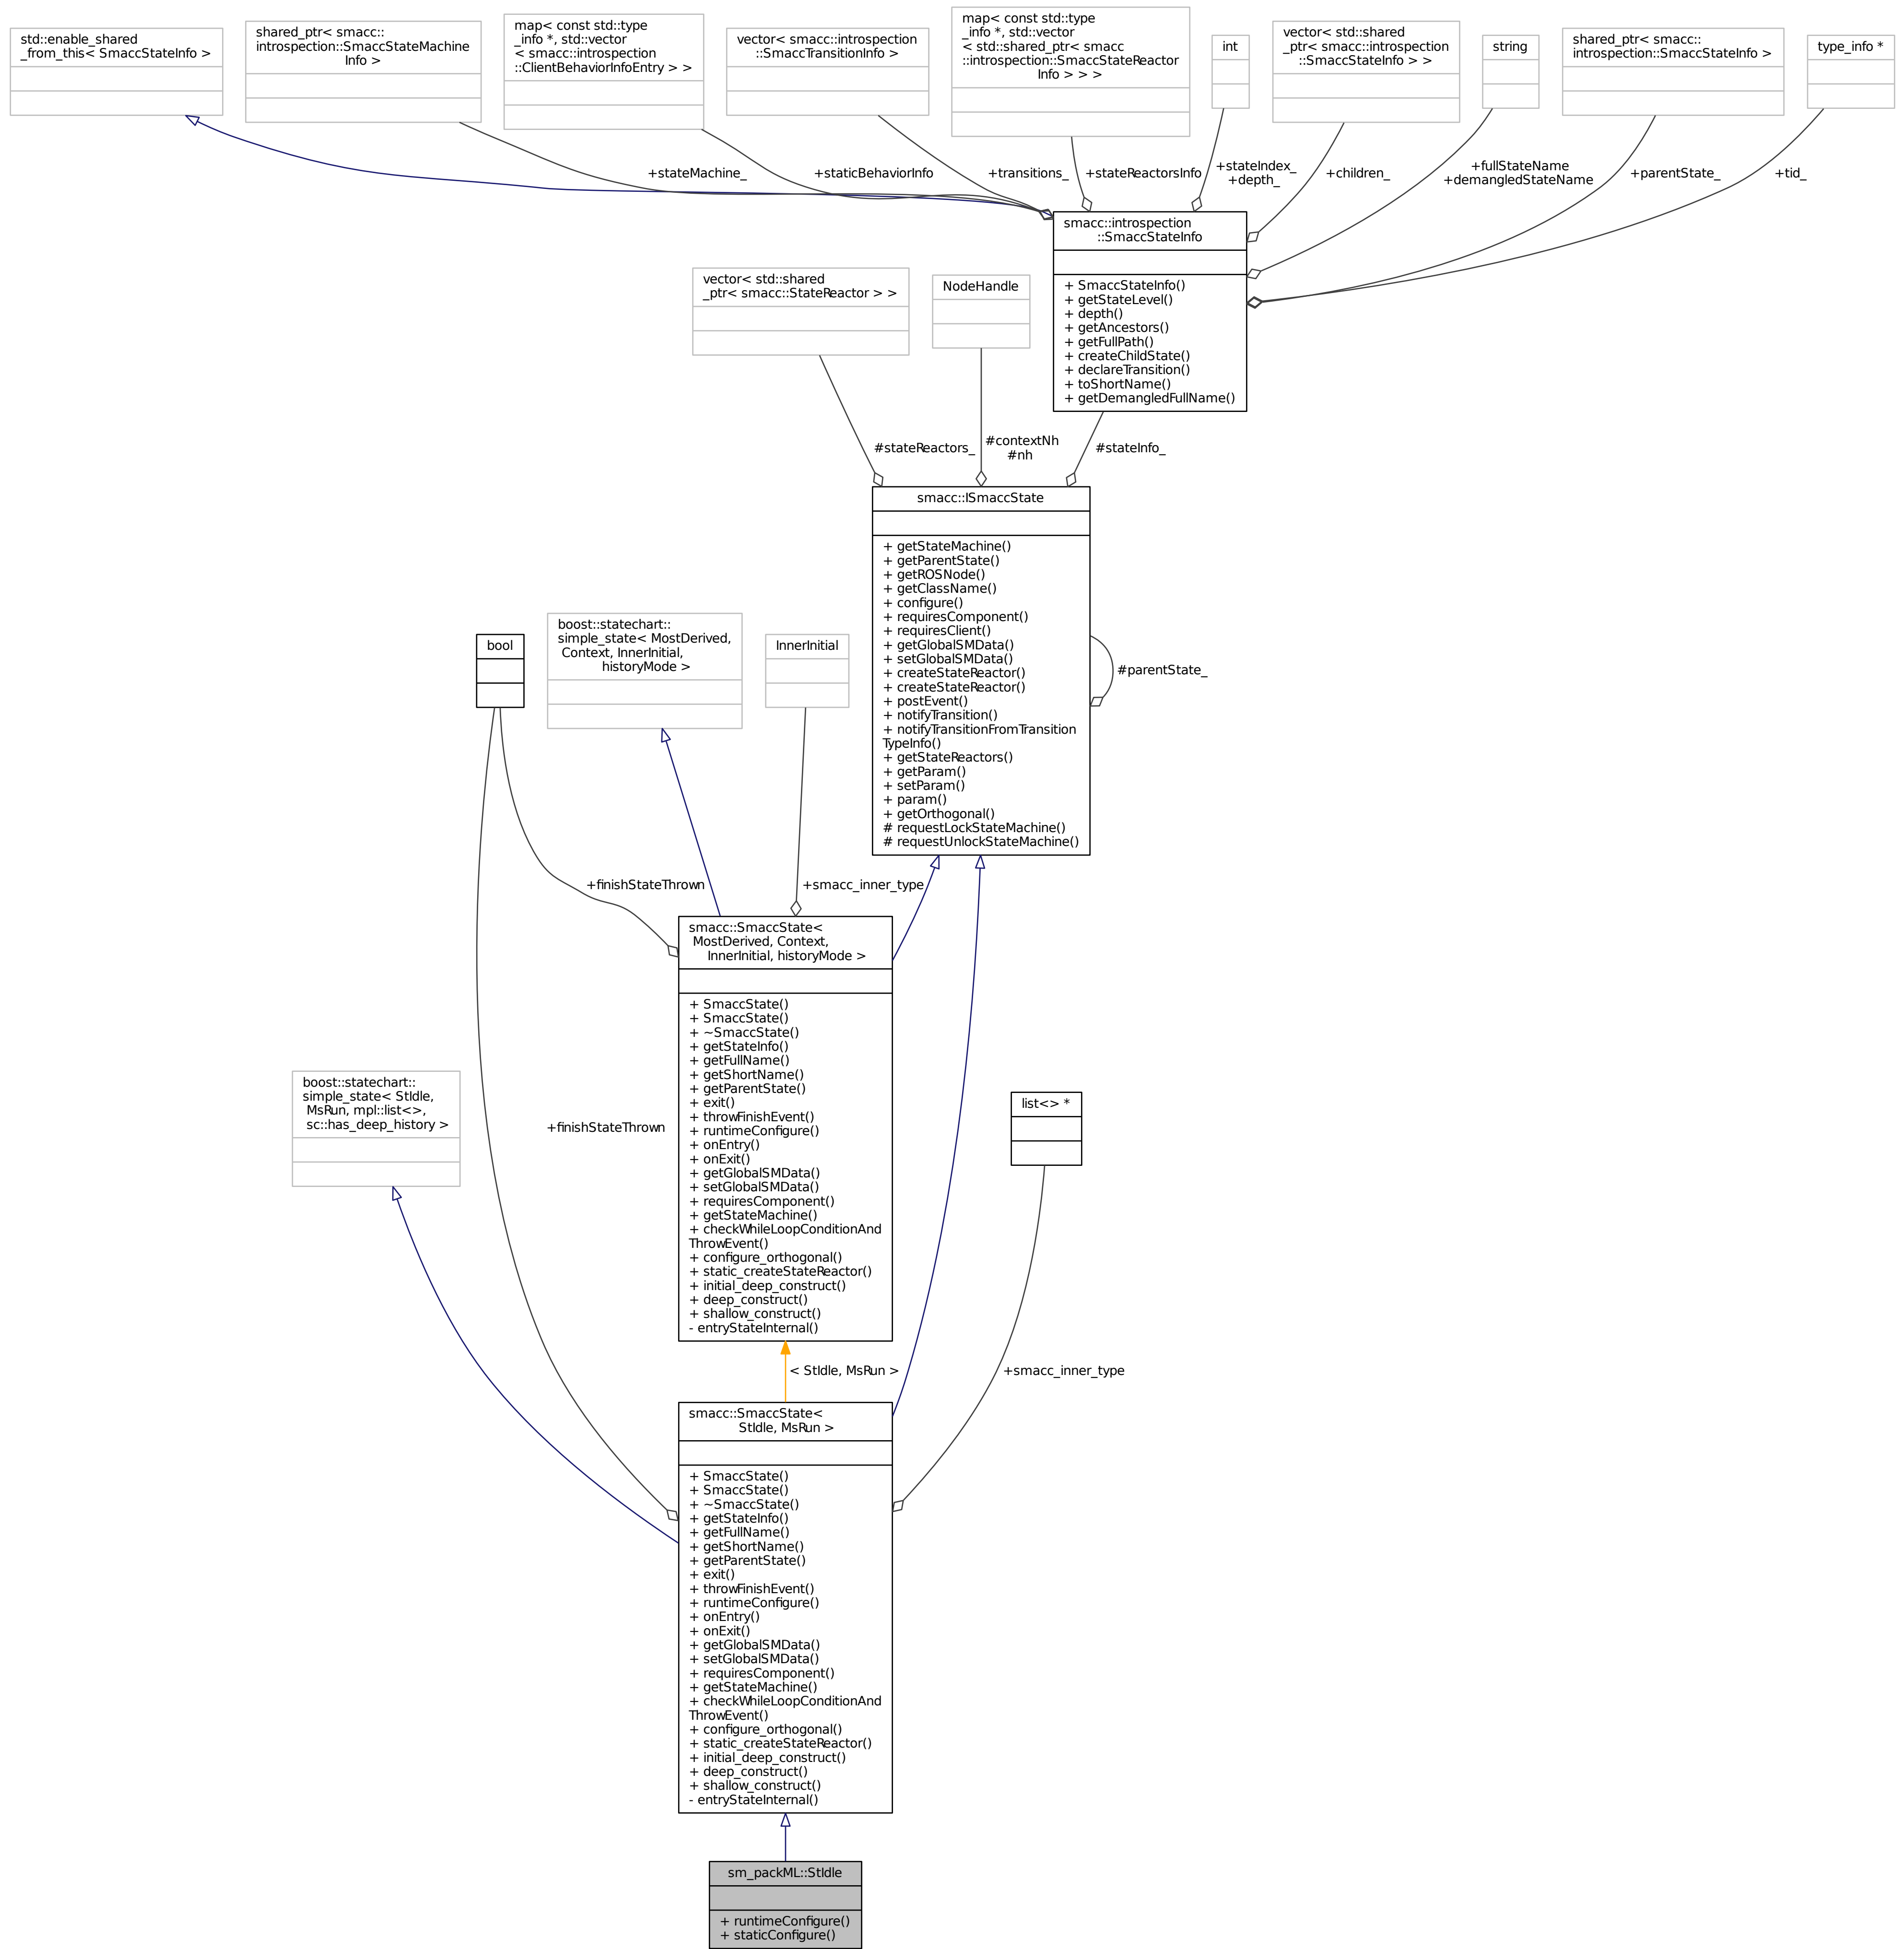 std::enable_shared
_from_this< SmaccStateInfo >
shared_ptr< smacc::
introspection::SmaccStateMachine
Info >
map< const std::type
_info *, std::vector
< smacc::introspection
::ClientBehaviorInfoEntry > >
vector< smacc::introspection
::SmaccTransitionInfo >
map< const std::type
_info *, std::vector
< std::shared_ptr< smacc
::introspection::SmaccStateReactor
Info > > >
int
vector< std::shared
_ptr< smacc::introspection
::SmaccStateInfo > >
string
shared_ptr< smacc::
introspection::SmaccStateInfo >
type_info *
+stateMachine_
+staticBehaviorInfo
+transitions_
+stateReactorsInfo
+stateIndex_
+depth_
+children_
+fullStateName
+demangledStateName
+parentState_
+tid_
smacc::introspection
::SmaccStateInfo
+ SmaccStateInfo()
+ getStateLevel()
+ depth()
+ getAncestors()
+ getFullPath()
+ createChildState()
+ declareTransition()
+ toShortName()
+ getDemangledFullName()
vector< std::shared
_ptr< smacc::StateReactor > >
NodeHandle
#stateReactors_
#contextNh
#nh
#stateInfo_
smacc::ISmaccState
+ getStateMachine()
+ getParentState()
+ getROSNode()
+ getClassName()
+ configure()
+ requiresComponent()
+ requiresClient()
+ getGlobalSMData()
+ setGlobalSMData()
+ createStateReactor()
+ createStateReactor()
+ postEvent()
+ notifyTransition()
+ notifyTransitionFromTransition
TypeInfo()
+ getStateReactors()
+ getParam()
+ setParam()
+ param()
+ getOrthogonal()
# requestLockStateMachine()
# requestUnlockStateMachine()
#parentState_
bool
boost::statechart::
simple_state< MostDerived,
Context, InnerInitial,
historyMode >
InnerInitial
+finishStateThrown
+smacc_inner_type
smacc::SmaccState<
MostDerived, Context,
InnerInitial, historyMode >
+ SmaccState()
+ SmaccState()
+ ~SmaccState()
+ getStateInfo()
+ getFullName()
+ getShortName()
+ getParentState()
+ exit()
+ throwFinishEvent()
+ runtimeConfigure()
+ onEntry()
+ onExit()
+ getGlobalSMData()
+ setGlobalSMData()
+ requiresComponent()
+ getStateMachine()
+ checkWhileLoopConditionAnd
ThrowEvent()
+ configure_orthogonal()
+ static_createStateReactor()
+ initial_deep_construct()
+ deep_construct()
+ shallow_construct()
- entryStateInternal()
boost::statechart::
simple_state< StIdle,
MsRun, mpl::list<>,
sc::has_deep_history >
+finishStateThrown
list<> *
< StIdle, MsRun >
+smacc_inner_type
smacc::SmaccState<
StIdle, MsRun >
+ SmaccState()
+ SmaccState()
+ ~SmaccState()
+ getStateInfo()
+ getFullName()
+ getShortName()
+ getParentState()
+ exit()
+ throwFinishEvent()
+ runtimeConfigure()
+ onEntry()
+ onExit()
+ getGlobalSMData()
+ setGlobalSMData()
+ requiresComponent()
+ getStateMachine()
+ checkWhileLoopConditionAnd
ThrowEvent()
+ configure_orthogonal()
+ static_createStateReactor()
+ initial_deep_construct()
+ deep_construct()
+ shallow_construct()
- entryStateInternal()
sm_packML::StIdle
+ runtimeConfigure()
+ staticConfigure()